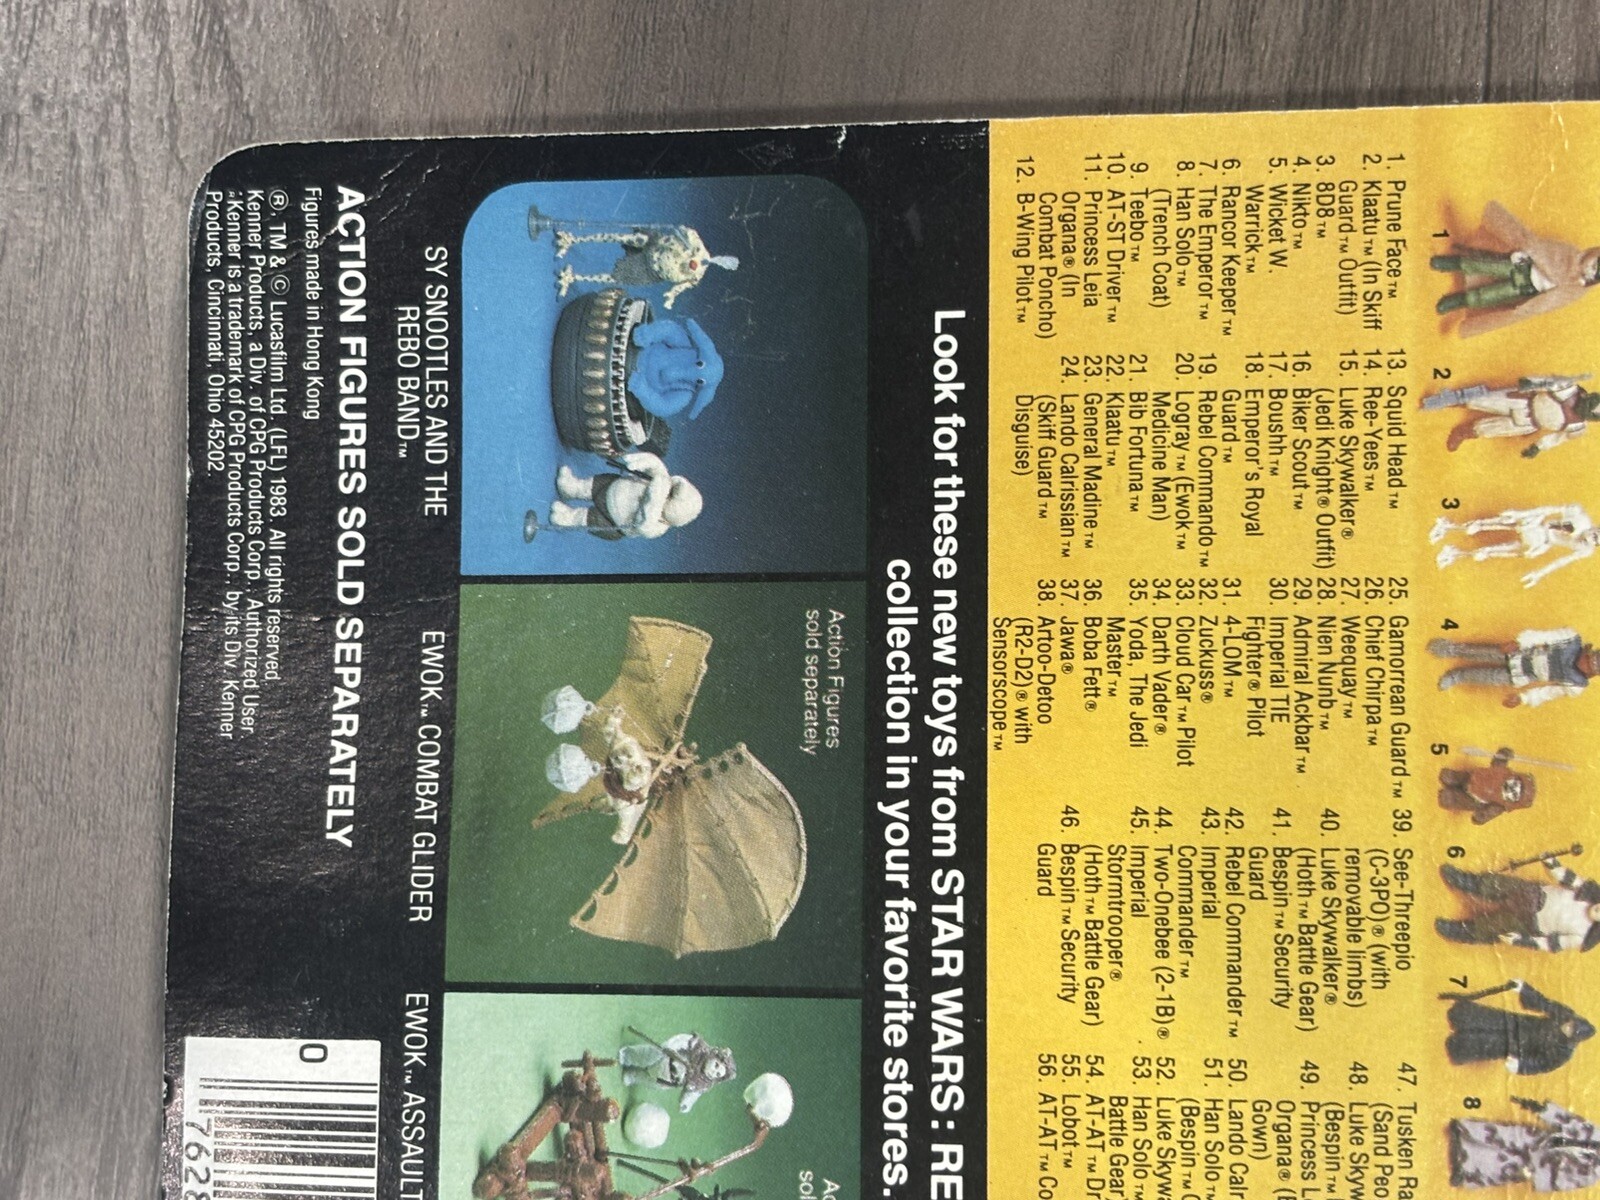 1
2
3
4
5
6
7
8
1. Prune Face™
2. Klaatu™ (In Skiff
Guard™ Outfit)
3. 8D8™
4. Nikto™
5. Wicket W.
Warrick™
6. Rancor Keeper™
7. The Emperor™
8. Han Solo™
(Trench Coat)
9. Teebo™
10. AT-ST Driver™
11. Princess Leia
Organa® (In
Combat Poncho)
12. B-Wing Pilot™
13. Squid Head™
14. Ree-Yees™
15. Luke Skywalker®
(Jedi Knight® Outfit)
16. Biker Scout™
17. Boushh™
18. Emperor's Royal
Guard™
19. Rebel Commando™
20. Logray™ (Ewok™
Medicine Man)
21. Bib Fortuna™
22. Klaatu™
23. General Madine™
24. Lando Calrissian™
(Skiff Guard™
Disguise)
25. Gamorrean Guard™
26. Chief Chirpa™
27. Weequay™
28. Nien Nunb™
29. Admiral Ackbar™
30. Imperial TIE
Fighter® Pilot
31. 4-LOM™
32. Zuckuss®
33. Cloud Car™ Pilot
34. Darth Vader®
35. Yoda, The Jedi
Master™
36. Boba Fett®
37. Jawa®
38. Artoo-Detoo
(R2-D2)® with
Sensorscope™
39. See-Threepio
(C-3PO)® (with
removable limbs)
40. Luke Skywalker®
(Hoth™ Battle Gear)
41. Bespin™ Security
Guard
42. Rebel Commander™
43. Imperial
Commander™
44. Two-Onebee (2-1B)®
45. Imperial
Stormtrooper®
(Hoth™ Battle Gear)
46. Bespin™ Security
Guard
47. Tusken
(Sand
48. Luke
(Bespin™
49. Princess
Organa®
Gown)
50. Lando
51. Han Solo™
(Bespin™
52. Luke
53. Han Solo™
Battle Gear)
54. AT-AT™
55. Lobot™
56. AT-AT™
Look for these new toys from STAR WARS:
collection in your favorite stores.
Action Figures
sold separately
SY SNOOTLES AND THE
REBO BAND™
EWOK™ COMBAT GLIDER
EWOK™ ASSAULT
ACTION FIGURES SOLD SEPARATELY
Figures made in Hong Kong
®, TM & © Lucasfilm Ltd. (LFL) 1983. All rights reserved.
Kenner Products, a Div. of CPG Products Corp., Authorized User.
"Kenner is a trademark of CPG Products Corp., by its Div. Kenner
Products, Cincinnati, Ohio 45202.
0
7628